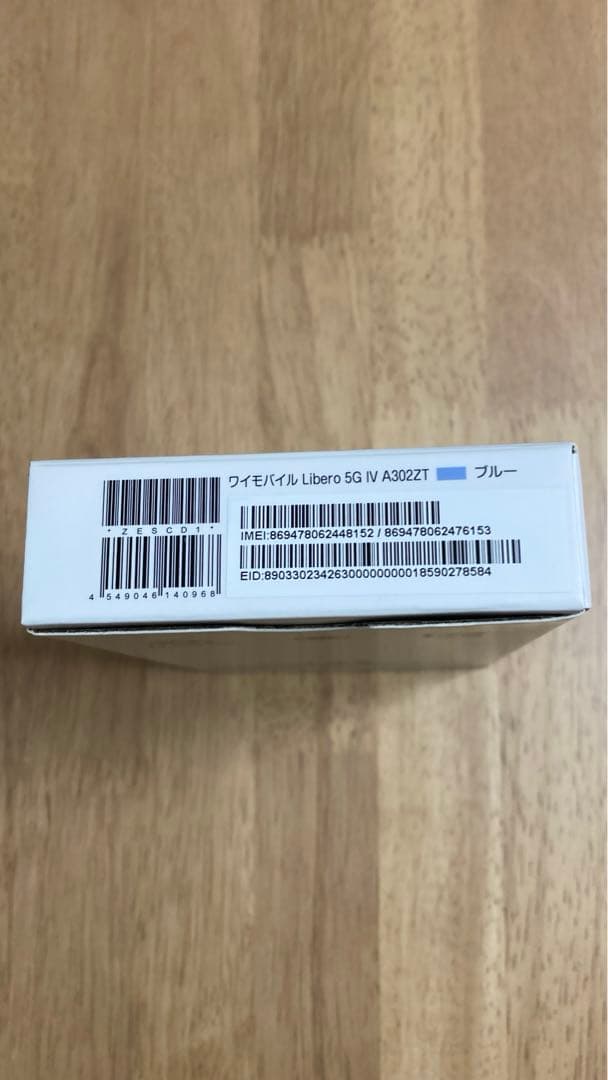 ワイモバイル Libero 5G IV A302ZT ブルー
*ZESCD1*
4 549046 140968
IMEI:869478062448152 / 869478062476153
EID:89033023426300000000018590278584